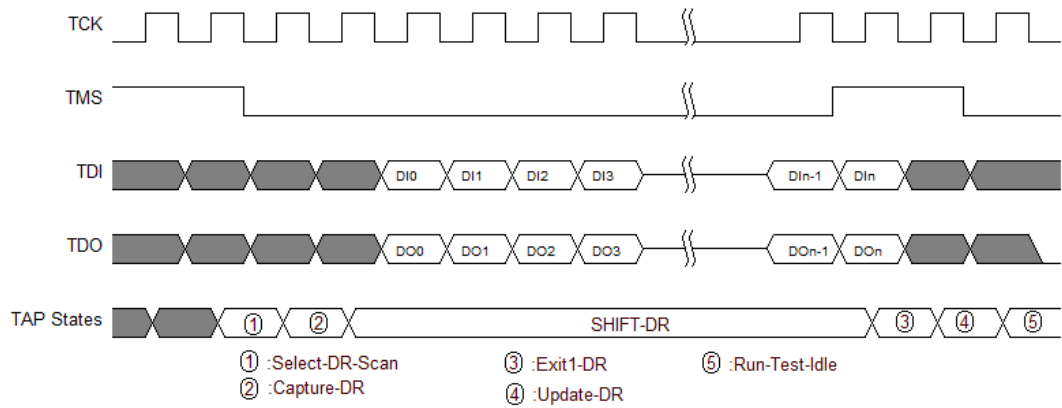 TCK
TMS
TDI DI0 DI1 DI2 DI3 DIn-1 DIn
TDO DO0 DO1 DO2 DO3 DOn-1 DOn
TAP States 1 2 SHIFT-DR 3 4 5
1 :Select-DR-Scan 3 :Exit1-DR 5 :Run-Test-Idle
2 :Capture-DR 4 :Update-DR